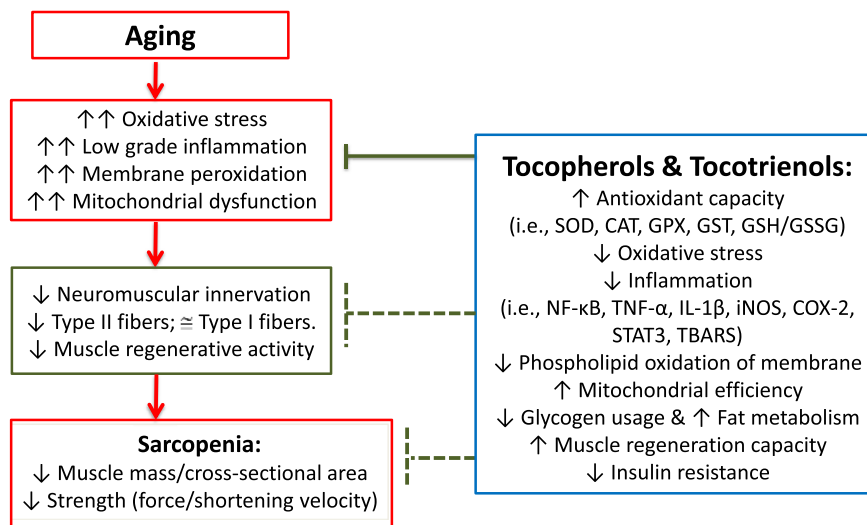 Aging
↑↑ Oxidative stress
↑↑ Low grade inflammation
↑↑ Membrane peroxidation
↑↑ Mitochondrial dysfunction
↓ Neuromuscular innervation
↓ Type II fibers; ≅ Type I fibers.
↓ Muscle regenerative activity
Sarcopenia:
↓ Muscle mass/cross-sectional area
↓ Strength (force/shortening velocity)
Tocopherols & Tocotrienols:
↑ Antioxidant capacity
(i.e., SOD, CAT, GPX, GST, GSH/GSSG)
↓ Oxidative stress
↓ Inflammation
(i.e., NF-κB, TNF-α, IL-1β, iNOS, COX-2,
STAT3, TBARS)
↓ Phospholipid oxidation of membrane
↑ Mitochondrial efficiency
↓ Glycogen usage & ↑ Fat metabolism
↑ Muscle regeneration capacity
↓ Insulin resistance